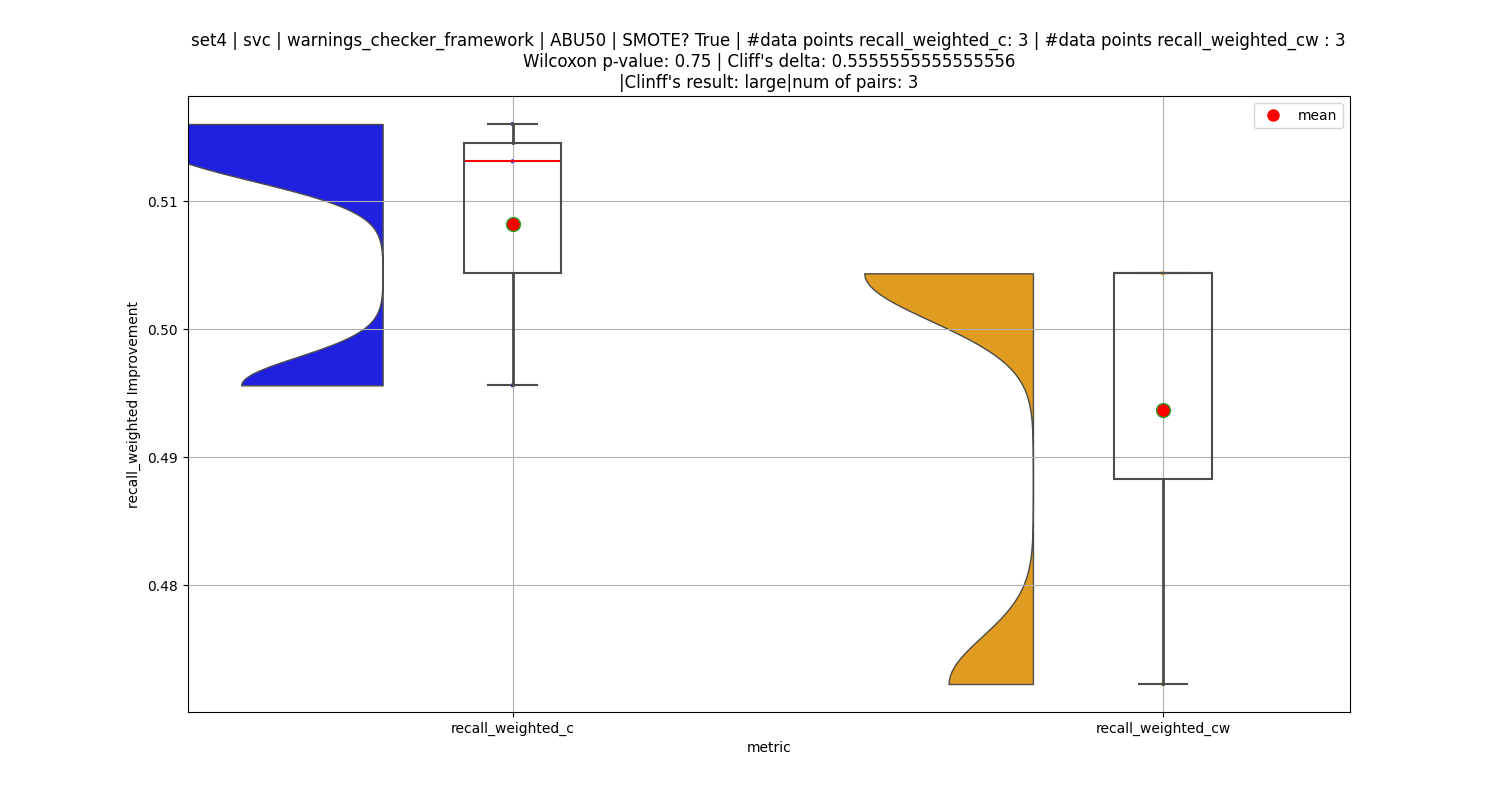 set4 | svc | warnings_checker_framework | ABU50 | SMOTE? True | #data points recall_weighted_c: 3 | #data points recall_weighted_cw : 3
Wilcoxon p-value: 0.75 | Cliff's delta: 0.5555555555555556
|Clinff's result: large|num of pairs: 3
mean
0.51
0.50
0.49
0.48
recall_weighted Improvement
recall_weighted_c
recall_weighted_cw
metric